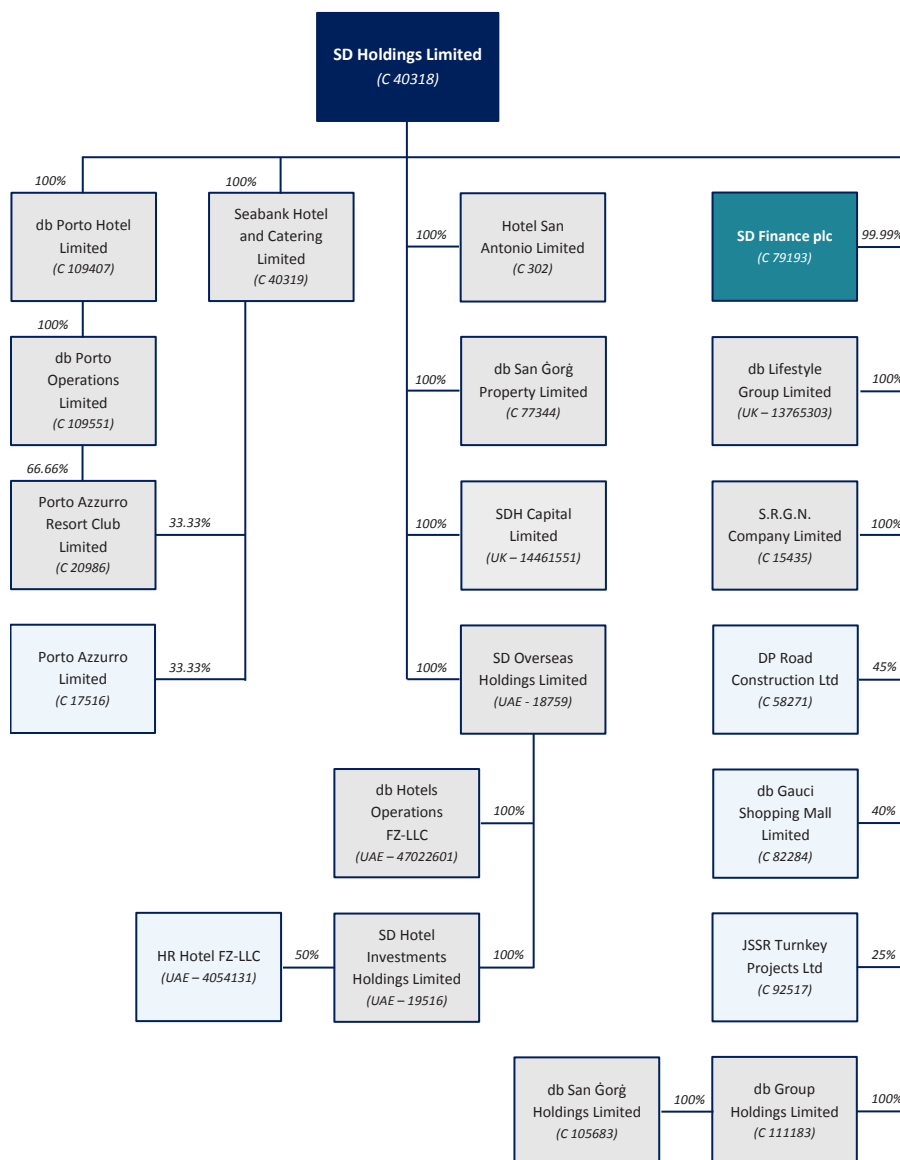 SD Holdings Limited
(C 40318)
100%
100%
db Porto Hotel
Limited
(C 109407)
Seabank Hotel
and Catering
Limited
(C 40319)
100%
Hotel San
Antonio Limited
(C 302)
SD Finance plc
(C 79193)
99.99%
100%
db Porto
Operations
Limited
(C 109551)
100%
db San Ġorġ
Property Limited
(C 77344)
db Lifestyle
Group Limited
(UK – 13765303)
100%
66.66%
Porto Azzurro
Resort Club
Limited
(C 20986)
33.33%
100%
SDH Capital
Limited
(UK – 14461551)
S.R.G.N.
Company Limited
(C 15435)
100%
Porto Azzurro
Limited
(C 17516)
33.33%
100%
SD Overseas
Holdings Limited
(UAE - 18759)
DP Road
Construction Ltd
(C 58271)
45%
db Hotels
Operations
FZ-LLC
(UAE – 47022601)
100%
db Gauci
Shopping Mall
Limited
(C 82284)
40%
HR Hotel FZ-LLC
(UAE – 4054131)
50%
SD Hotel
Investments
Holdings Limited
(UAE – 19516)
100%
JSSR Turnkey
Projects Ltd
(C 92517)
25%
db San Ġorġ
Holdings Limited
(C 105683)
100%
db Group
Holdings Limited
(C 111183)
100%